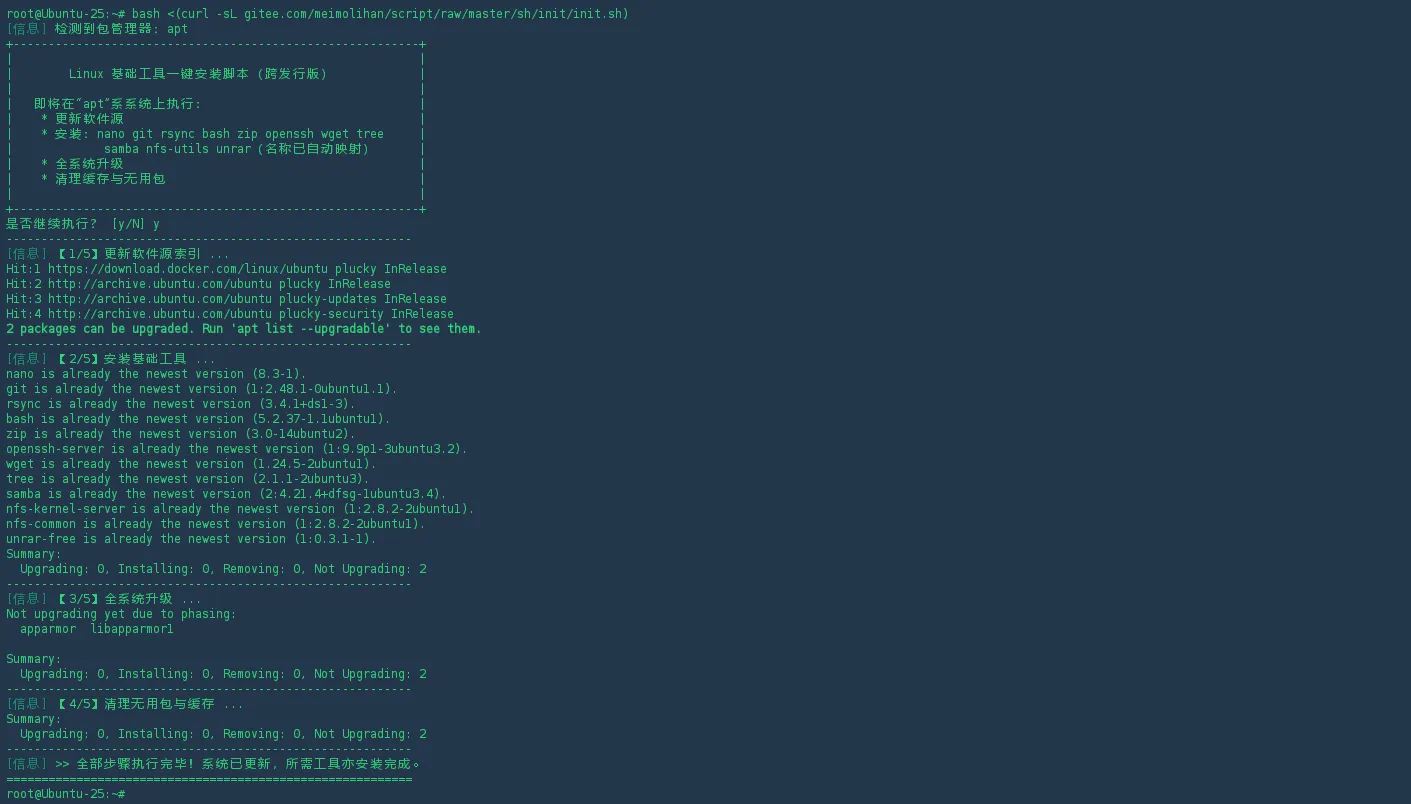 root@Ubuntu-25:~# bash <(curl -sL gitee.com/meimolihan/script/raw/master/sh/init/init.sh)
[信息] 检测到包管理器: apt
+----------------------------------------------------------+
|                                                          |
|        Linux 基础工具一键安装脚本 (跨发行版)             |
|                                                          |
|   即将在“apt”系系统上执行:                               |
|    * 更新软件源                                          |
|    * 安装: nano git rsync bash zip openssh wget tree     |
|             samba nfs-utils unrar (名称已自动映射)       |
|    * 全系统升级                                          |
|    * 清理缓存与无用包                                    |
|                                                          |
+----------------------------------------------------------+
是否继续执行?  [y/N] y
----------------------------------------------------------
[信息] 【1/5】更新软件源索引 ...
Hit:1 https://download.docker.com/linux/ubuntu plucky InRelease
Hit:2 http://archive.ubuntu.com/ubuntu plucky InRelease
Hit:3 http://archive.ubuntu.com/ubuntu plucky-updates InRelease
Hit:4 http://archive.ubuntu.com/ubuntu plucky-security InRelease
2 packages can be upgraded. Run 'apt list --upgradable' to see them.
----------------------------------------------------------
[信息] 【2/5】安装基础工具 ...
nano is already the newest version (8.3-1).
git is already the newest version (1:2.48.1-0ubuntu1.1).
rsync is already the newest version (3.4.1+ds1-3).
bash is already the newest version (5.2.37-1.1ubuntu1).
zip is already the newest version (3.0-14ubuntu2).
openssh-server is already the newest version (1:9.9p1-3ubuntu3.2).
wget is already the newest version (1.24.5-2ubuntu1).
tree is already the newest version (2.1.1-2ubuntu3).
samba is already the newest version (2:4.21.4+dfsg-1ubuntu3.4).
nfs-kernel-server is already the newest version (1:2.8.2-2ubuntu1).
nfs-common is already the newest version (1:2.8.2-2ubuntu1).
unrar-free is already the newest version (1:0.3.1-1).
Summary:
  Upgrading: 0, Installing: 0, Removing: 0, Not Upgrading: 2
----------------------------------------------------------
[信息] 【3/5】全系统升级 ...
Not upgrading yet due to phasing:
  apparmor  libapparmor1

Summary:
  Upgrading: 0, Installing: 0, Removing: 0, Not Upgrading: 2
----------------------------------------------------------
[信息] 【4/5】清理无用包与缓存 ...
Summary:
  Upgrading: 0, Installing: 0, Removing: 0, Not Upgrading: 2
----------------------------------------------------------
[信息] >> 全部步骤执行完毕! 系统已更新, 所需工具亦安装完成。
==========================================================
root@Ubuntu-25:~#